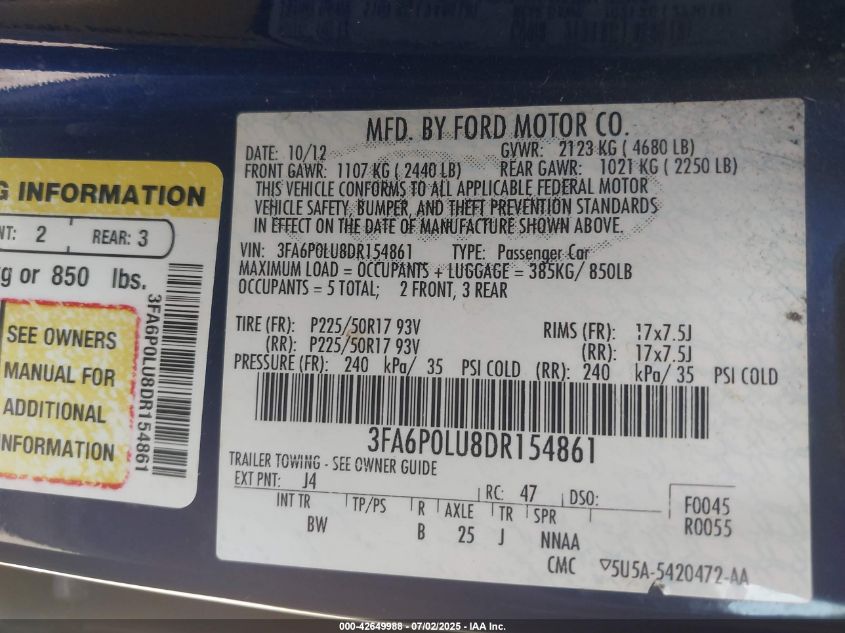 G INFORMATION
NT: 2 REAR: 3
kg or 850 lbs.
SEE OWNERS
MANUAL FOR
ADDITIONAL
INFORMATION
3FA6P0LU8DR154861
MFD. BY FORD MOTOR CO.
DATE: 10/12 GVWR: 2123 KG ( 4680 LB)
FRONT GAWR: 1107 KG ( 2440 LB) REAR GAWR: 1021 KG ( 2250 LB)
THIS VEHICLE CONFORMS TO ALL APPLICABLE FEDERAL MOTOR
VEHICLE SAFETY, BUMPER, AND THEFT PREVENTION STANDARDS
IN EFFECT ON THE DATE OF MANUFACTURE SHOWN ABOVE.
VIN: 3FA6P0LU8DR154861 TYPE: Passenger Car
MAXIMUM LOAD = OCCUPANTS + LUGGAGE = 385KG/ 850LB
OCCUPANTS = 5 TOTAL; 2 FRONT, 3 REAR
TIRE (FR): P225/50R17 93V RIMS (FR): 17x7.5J
(RR): P225/50R17 93V (RR): 17x7.5J
PRESSURE (FR): 240 kPa/ 35 PSI COLD (RR): 240 kPa/ 35 PSI COLD
3FA6P0LU8DR154861
TRAILER TOWING - SEE OWNER GUIDE
EXT PNT: J4 RC: 47 DSO: F0045
INT TR TP/PS R AXLE TR SPR R0055
BW B 25 J NNAA
CMC ▽5U5A-5420472-AA
000-42649988 - 07/02/2025 - IAA Inc.